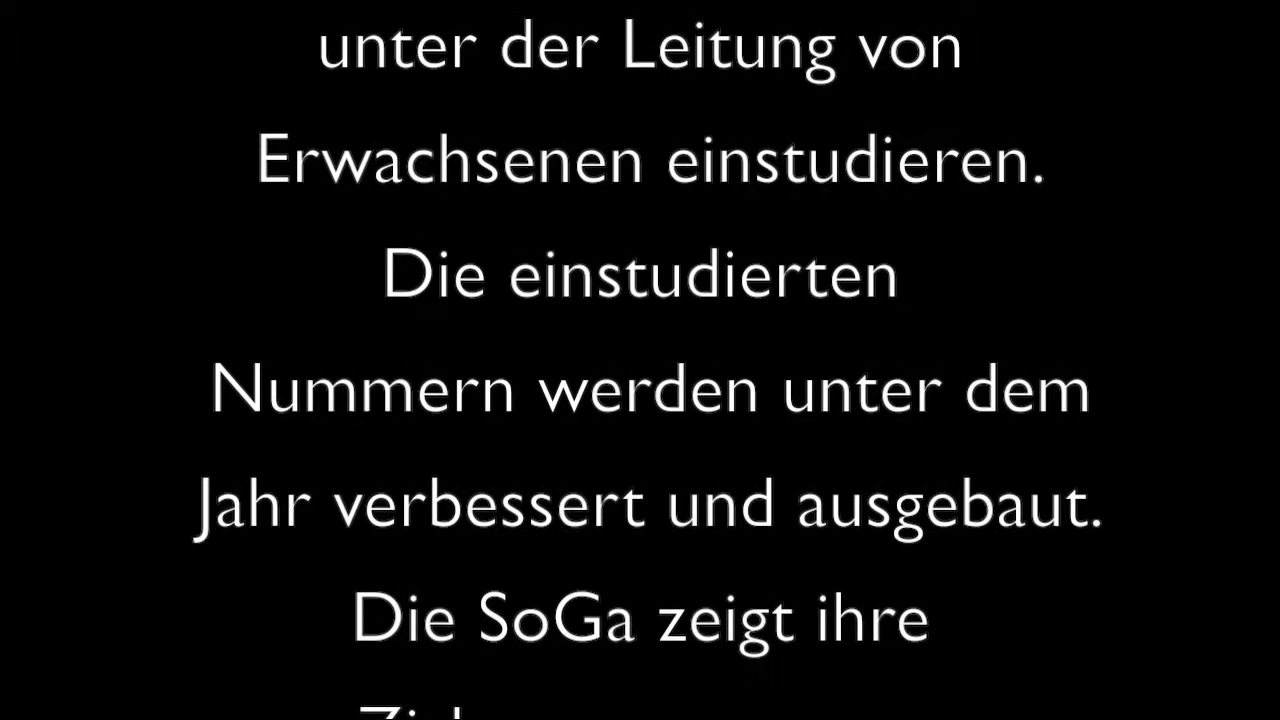 unter der Leitung von
Erwachsenen einstudieren.
Die einstudierten
Nummern werden unter dem
Jahr verbessert und ausgebaut.
Die SoGa zeigt ihre